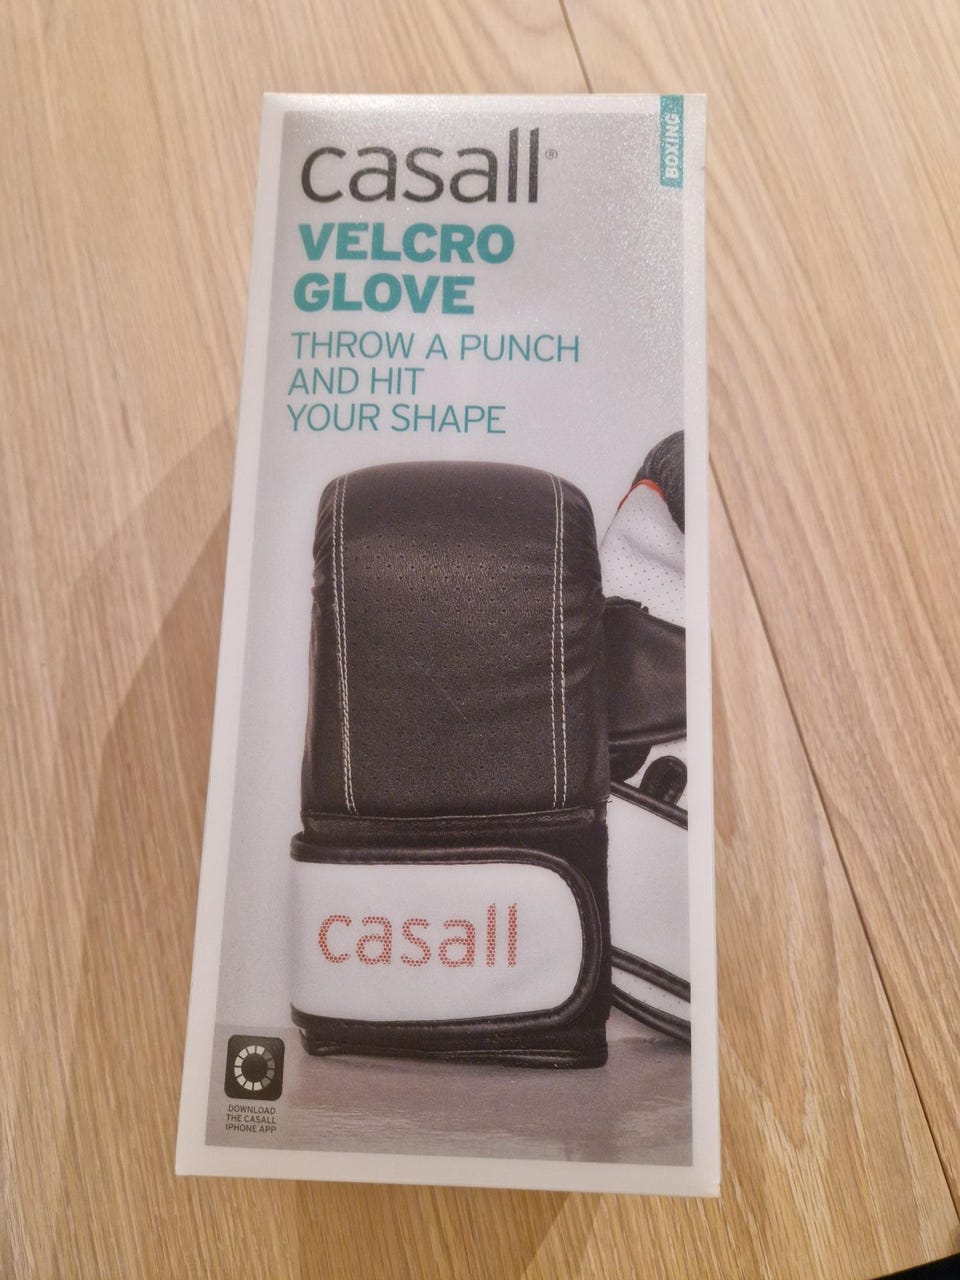 casall®
BOXING
VELCRO
GLOVE
THROW A PUNCH
AND HIT
YOUR SHAPE
casall
DOWNLOAD
THE CASALL
IPHONE APP